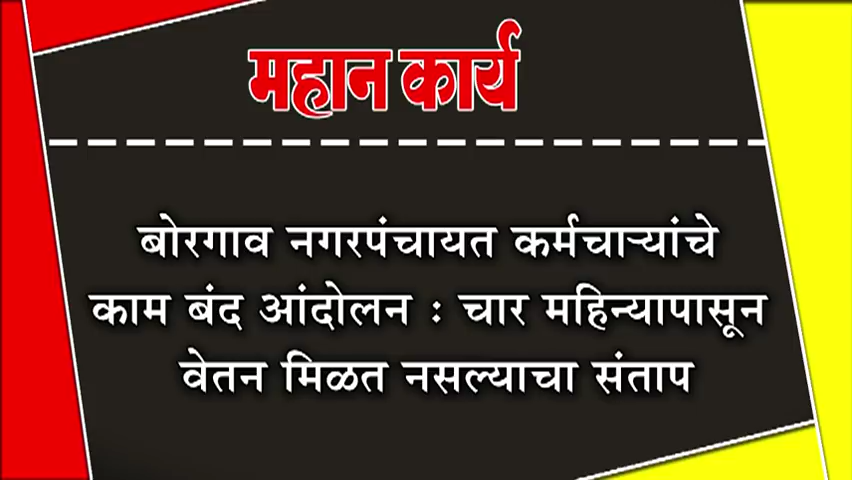 महान कार्य
बोरगाव नगरपंचायत कर्मचाऱ्यांचे
काम बंद आंदोलन : चार महिन्यापासून
वेतन मिळत नसल्याचा संताप